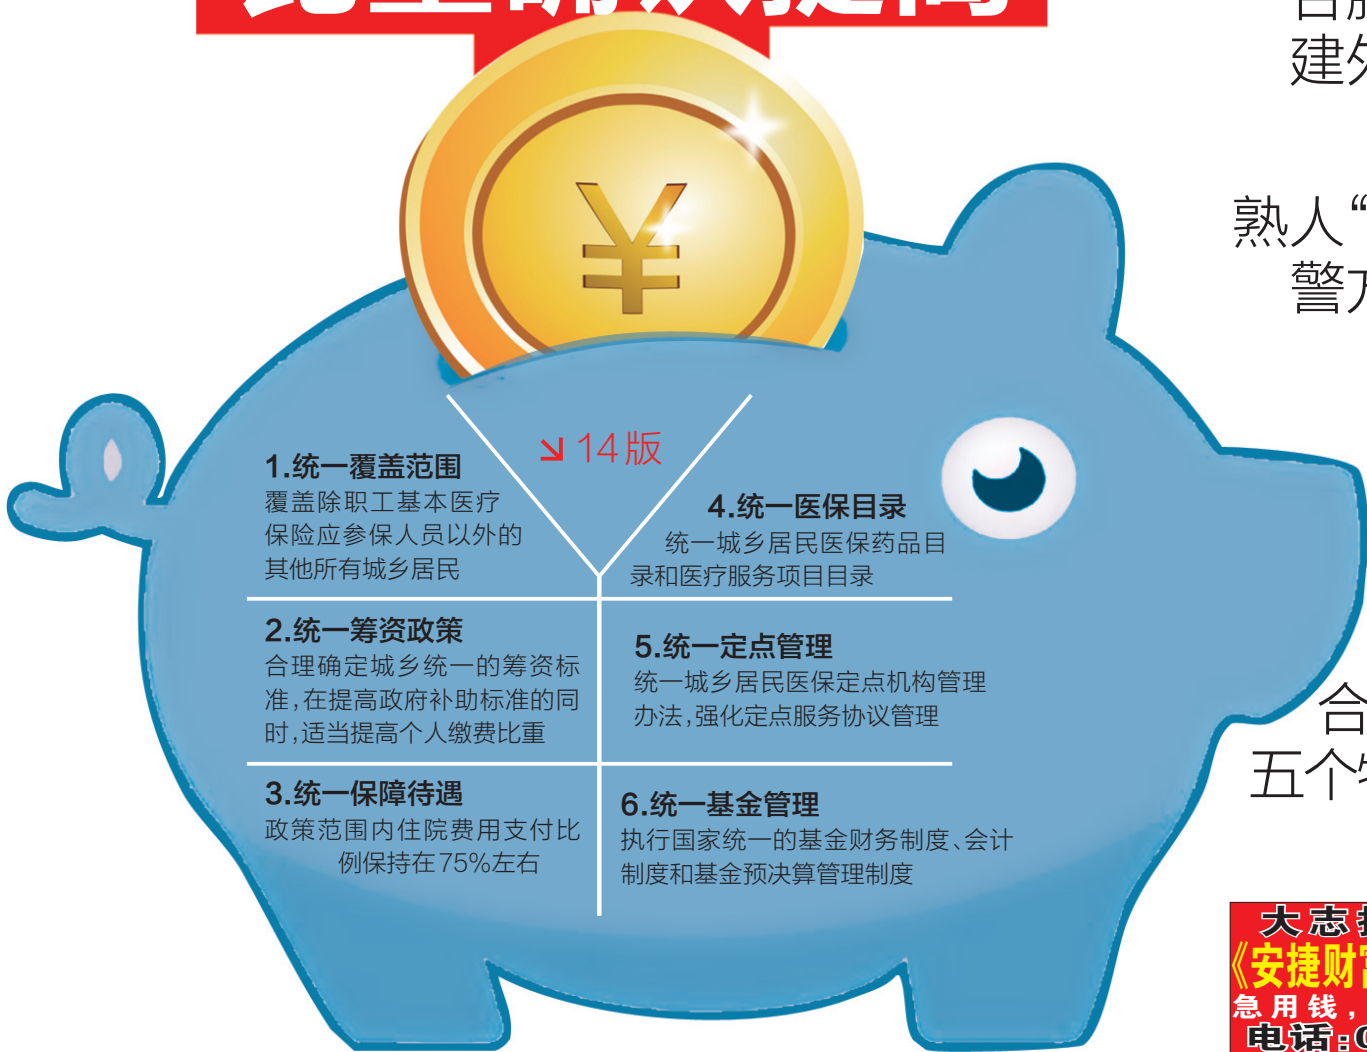 ¥
↘14版
1.统一覆盖范围
覆盖除职工基本医疗
保险应参保人员以外的
其他所有城乡居民
2.统一筹资政策
合理确定城乡统一的筹资标
准,在提高政府补助标准的同
时,适当提高个人缴费比重
3.统一保障待遇
政策范围内住院费用支付比
例保持在75%左右
4.统一医保目录
统一城乡居民医保药品目
录和医疗服务项目目录
5.统一定点管理
统一城乡居民医保定点机构管理
办法,强化定点服务协议管理
6.统一基金管理
执行国家统一的基金财务制度、会计
制度和基金预决算管理制度
建
熟人“
警
合
五个
大志
《安捷财
急用钱,
电话: